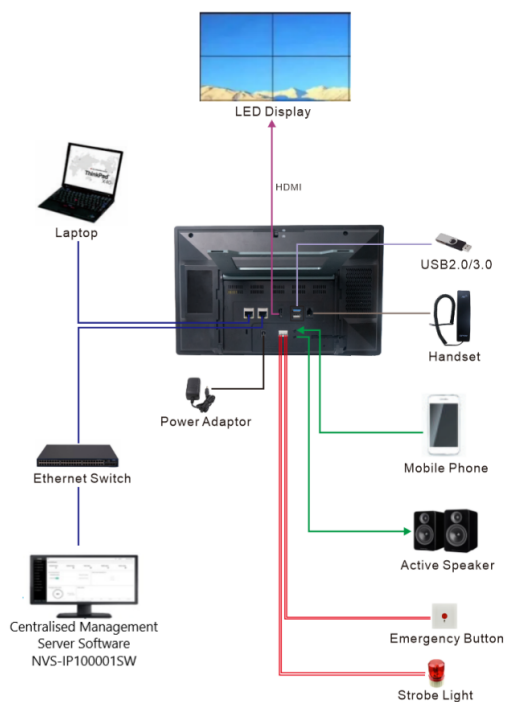 LED Display
HDMI
ThinkPad
Laptop
USB2.0/3.0
Handset
Power Adaptor
Mobile Phone
Ethernet Switch
Active Speaker
Centralised Management
Server Software
NVS-IP100001SW
Emergency Button
Strobe Light